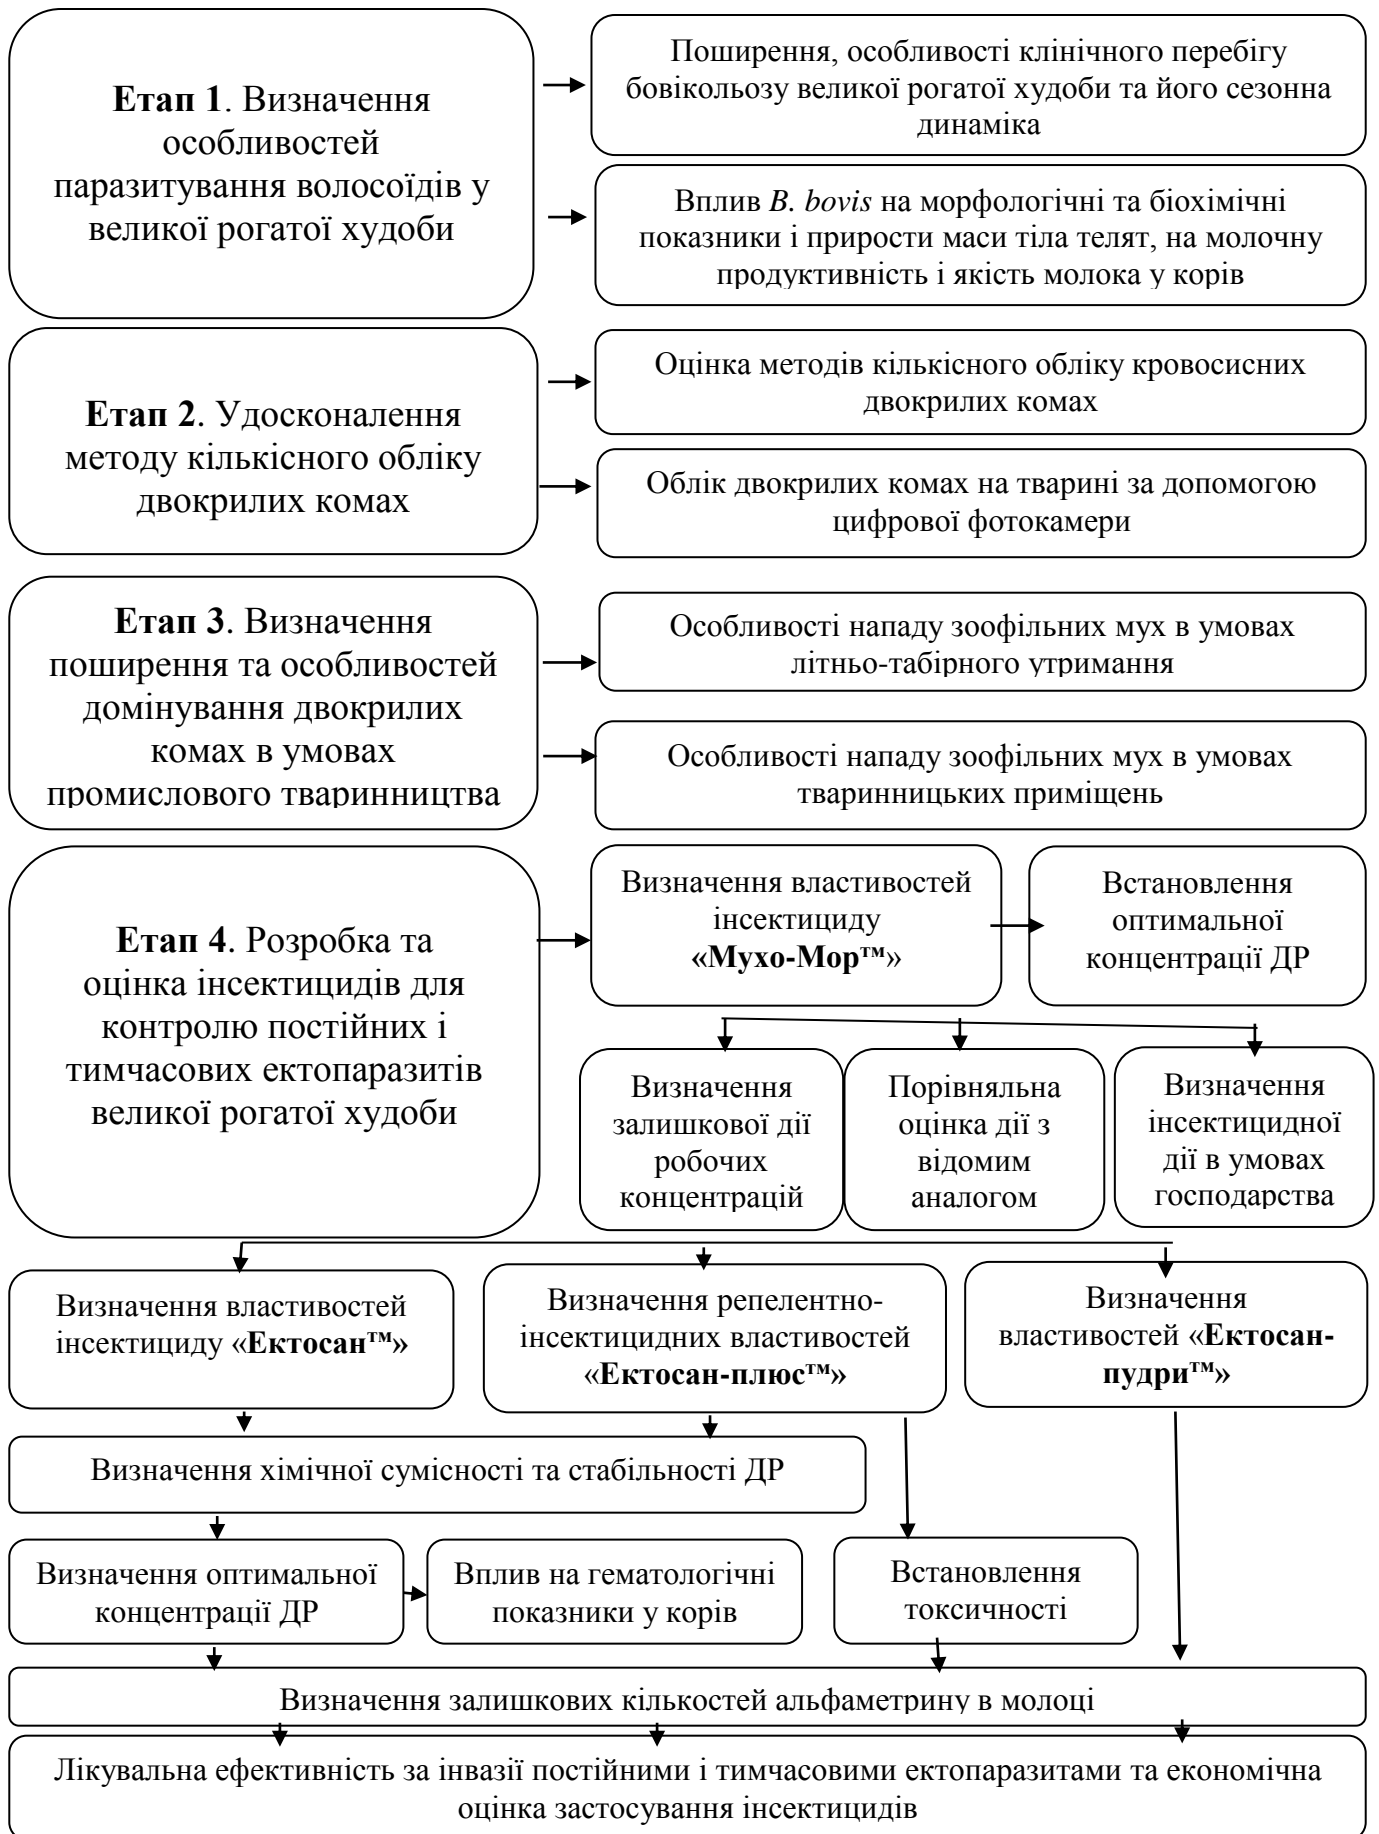 Етап 1. Визначення
особливостей
паразитування волосоїдів у
великої рогатої худоби
Поширення, особливості клінічного перебігу
бовікользу великої рогатої худоби та його сезонна
динаміка
Вплив B. bovis на морфологічні та біохімічні
показники і прирости маси тіла телят, на молочну
продуктивність і якість молока у корів
Етап 2. Удосконалення
методу кількісного обліку
двокрилих комах
Оцінка методів кількісного обліку кровосисних
двокрилих комах
Облік двокрилих комах на тварині за допомогою
цифрової фотокамери
Етап 3. Визначення
поширення та особливостей
домінування двокрилих
комах в умовах
промислового тваринництва
Особливості нападу зоофільних мух в умовах
літньо-табірного утримання
Особливості нападу зоофільних мух в умовах
тваринницьких приміщень
Етап 4. Розробка та
оцінка інсектицидів для
контролю постійних і
тимчасових ектопаразитів
великої рогатої худоби
Визначення властивостей
інсектициду
«Мухо-Мор™»
Встановлення
оптимальної
концентрації ДР
Визначення
залишкової дії
робочих
концентрацій
Порівняльна
оцінка дії з
відомим
аналогом
Визначення
інсектицидної
дії в умовах
господарства
Визначення властивостей
інсектициду «Ектосан™»
Визначення репелентно-
інсектицидних властивостей
«Ектосан-плюс™»
Визначення
властивостей «Ектосан-
пудри™»
Визначення хімічної сумісності та стабільності ДР
Визначення оптимальної
концентрації ДР
Вплив на гематологічні
показники у корів
Встановлення
токсичності
Визначення залишкових кількостей альфаметрину в молоці
Лікувальна ефективність за інвазії постійними і тимчасовими ектопаразитами та економічна
оцінка застосування інсектицидів